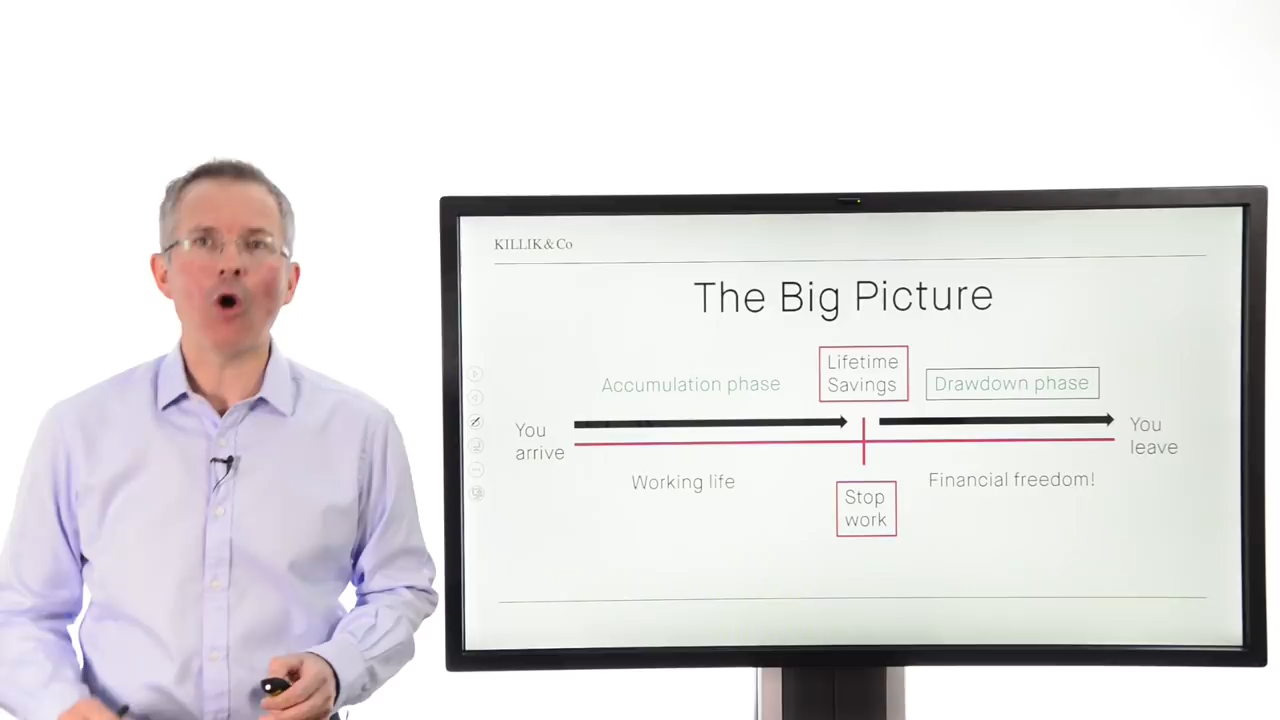 KILLIK & Co
The Big Picture
Lifetime
Savings
Accumulation phase
Drawdown phase
You
arrive
You
leave
Working life
Financial freedom!
Stop
work